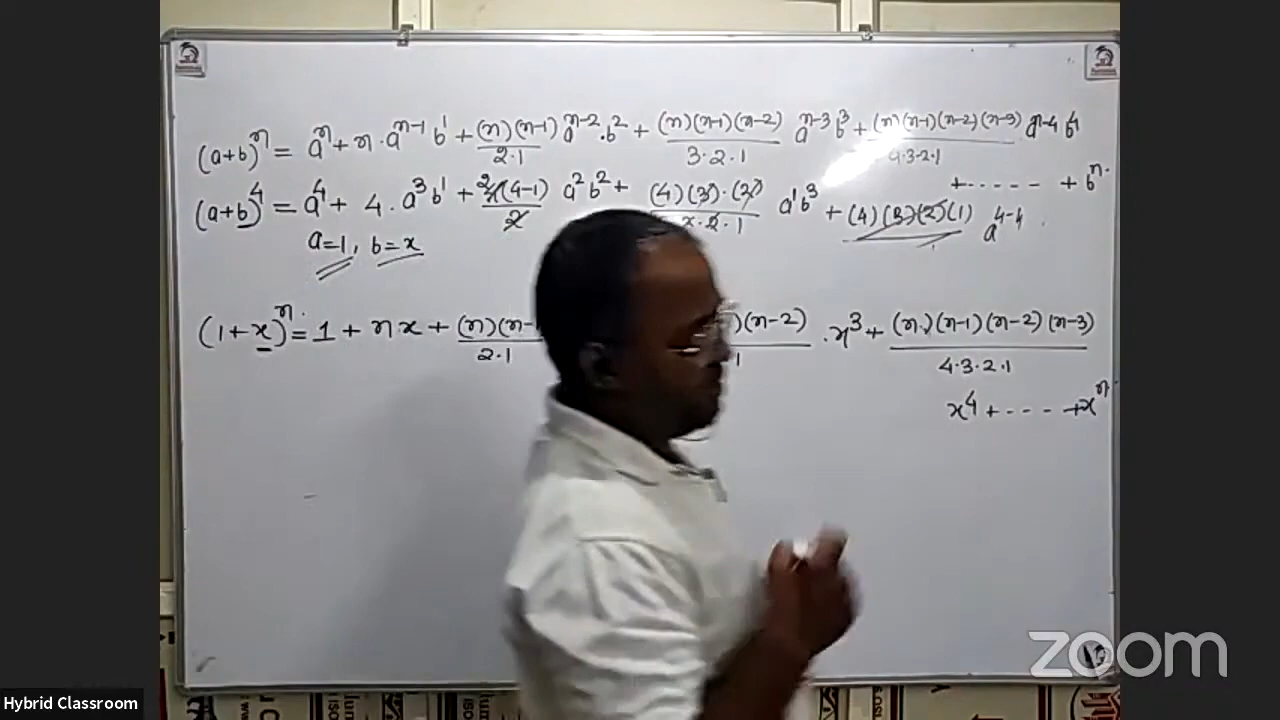 (a+b)^n = a^n + n·a^(n-1) b^1 + (n)(n-1)/2·1 a^(n-2)·b^2 + (n)(n-1)(n-2)/3·2·1 a^(n-3) b^3 + (n)(n-1)(n-2)(n-3)/4·3·2·1 a^(n-4) b^4
+ ------ + b^n.
(a+b)^4 = a^4 + 4·a^3 b^1 + (4-1)/2 a^2 b^2 + (4)(3)·(2)/3·2·1 a^1 b^3 + (4)(3)(2)(1) a^(4-4)
a=1, b=x
(1+x)^n = 1 + nx + (n)(n-1 /2·1 )(n-2)/1 ·x^3 + (n)(n-1)(n-2)(n-3)/4·3·2·1
x^4 + ---- + x^n
zoom
Hybrid Classroom